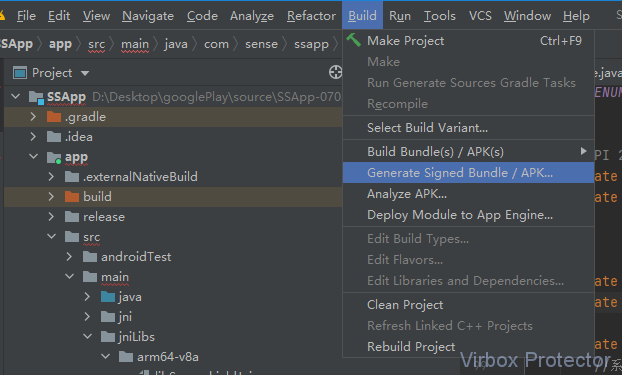 File Edit View Navigate Code Analyze Refactor Build Run Tools VCS Window Help S
SSApp app src main java com sense ssapp
Project
SSApp D:\Desktop\googlePlay\source\SSApp-070
.gradle
.idea
app
.externalNativeBuild
build
release
src
androidTest
main
java
jni
jniLibs
arm64-v8a
Make Project Ctrl+F9
Make
Run Generate Sources Gradle Tasks
Recompile
Select Build Variant...
Build Bundle(s) / APK(s)
Generate Signed Bundle / APK...
Analyze APK...
Deploy Module to App Engine...
Edit Build Types...
Edit Flavors...
Edit Libraries and Dependencies...
Clean Project
Refresh Linked C++ Projects
Rebuild Project
e.java
ENUM
PI 2
ate
ate
ate
ate
ate
//系
Virbox Protector